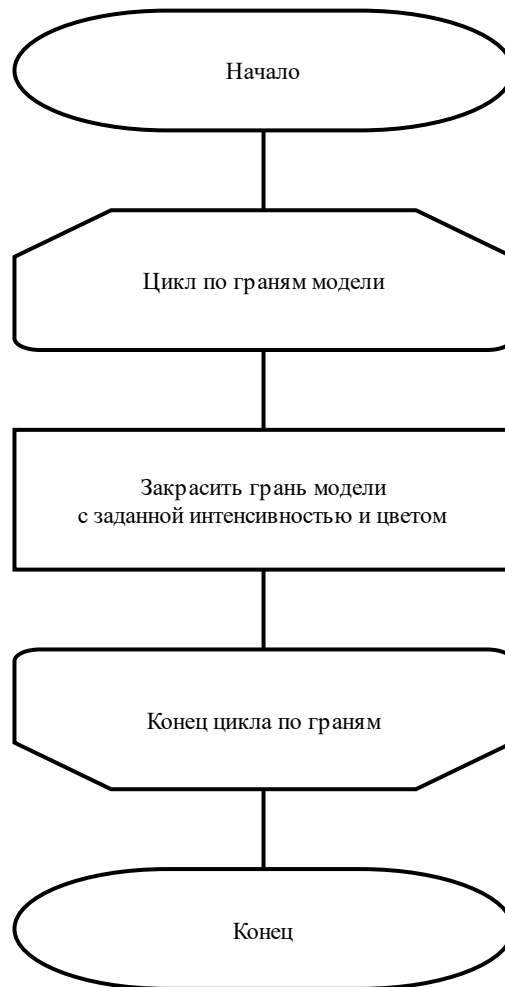 Начало
Цикл по граням модели
Закрасить грань модели
с заданной интенсивностью и цветом
Конец цикла по граням
Конец